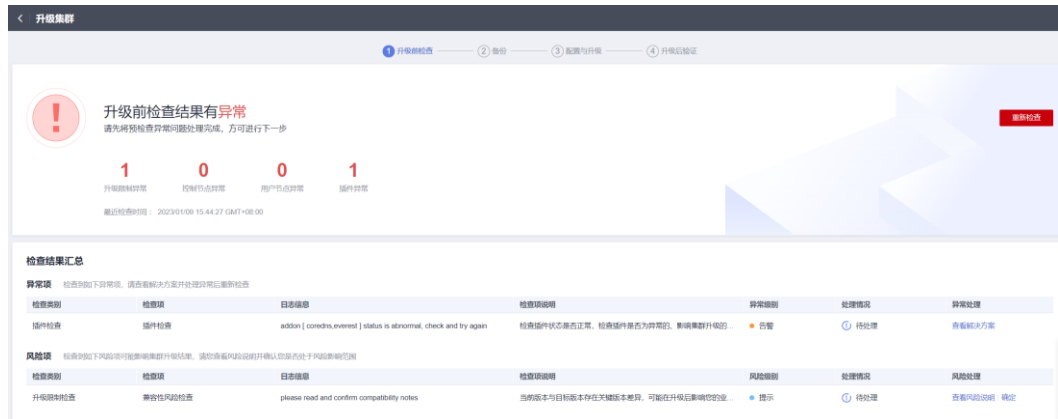 < 升级集群
1 升级前检查 2 备份 3 配置与升级 4 升级后验证
升级前检查结果有异常
请先将预检查异常问题处理完成，方可进行下一步
重新检查
1 0 0 1
升级限制异常 控制节点异常 用户节点异常 插件异常
最近检查时间： 2023/01/09 15:44:27 GMT+08:00
检查结果汇总
异常项 检查到如下异常项，请查看解决方案并处理异常后重新检查
检查类别 检查项 日志信息 检查项说明 异常级别 处理情况 异常处理
插件检查 插件检查 addon [ coredns,everest ] status is abnormal, check and try again 检查插件状态是否正常，检查插件是否为异常的，影响集群升级的... 告警 待处理 查看解决方案
风险项 检查到如下风险项可能影响集群升级结果，请您查看风险说明并确认您是否处于风险影响范围
检查类别 检查项 日志信息 检查项说明 风险级别 处理情况 风险处理
升级限制检查 兼容性风险检查 please read and confirm compatibility notes 当前版本与目标版本存在关键版本差异，可能在升级后影响您的业... 提示 待处理 查看风险说明 确定